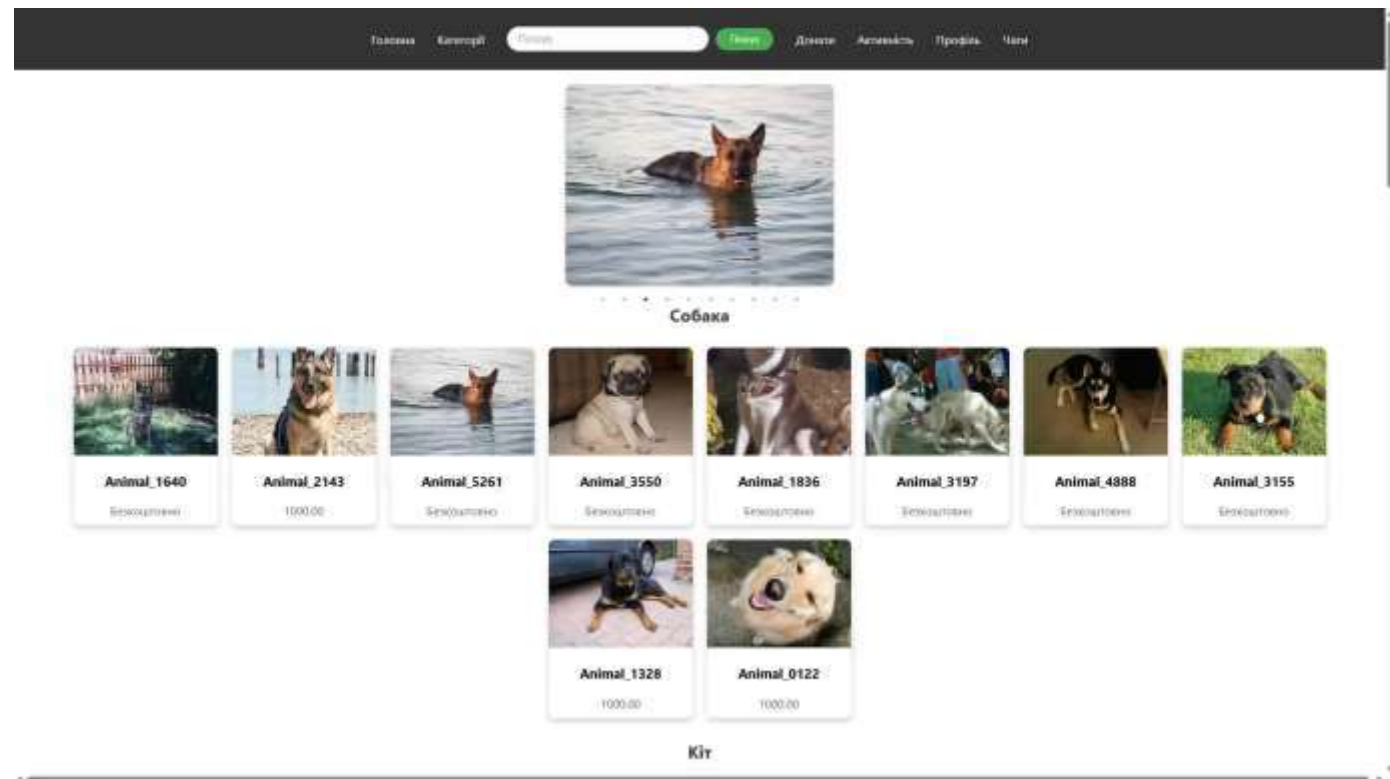 Головна Категорії Пошук Пошук Донати Активність Профіль Чати
Собака
Animal_1640 Animal_2143 Animal_5261 Animal_3550 Animal_1836 Animal_3197 Animal_4888 Animal_3155
Безкоштовно 1000.00 Безкоштовно Безкоштовно Безкоштовно Безкоштовно Безкоштовно Безкоштовно
Animal_1328 Animal_0122
1000.00 1000.00
Кіт